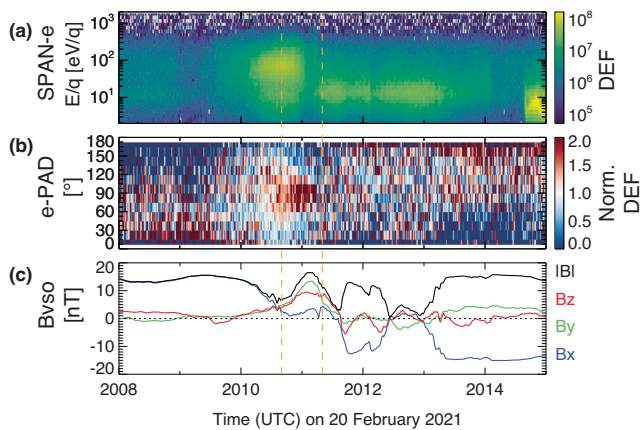 (a)
SPAN-e
E/q [eV/q]
10³
10²
10¹
10⁸
10⁷
10⁶
10⁵
DEF
(b)
e-PAD
[°]
180
150
120
90
60
30
0
2.0
1.5
1.0
0.5
0.0
Norm.
DEF
(c)
Bvso
[nT]
20
10
0
-10
-20
|B|
Bz
By
Bx
2008
2010
2012
2014
Time (UTC) on 20 February 2021